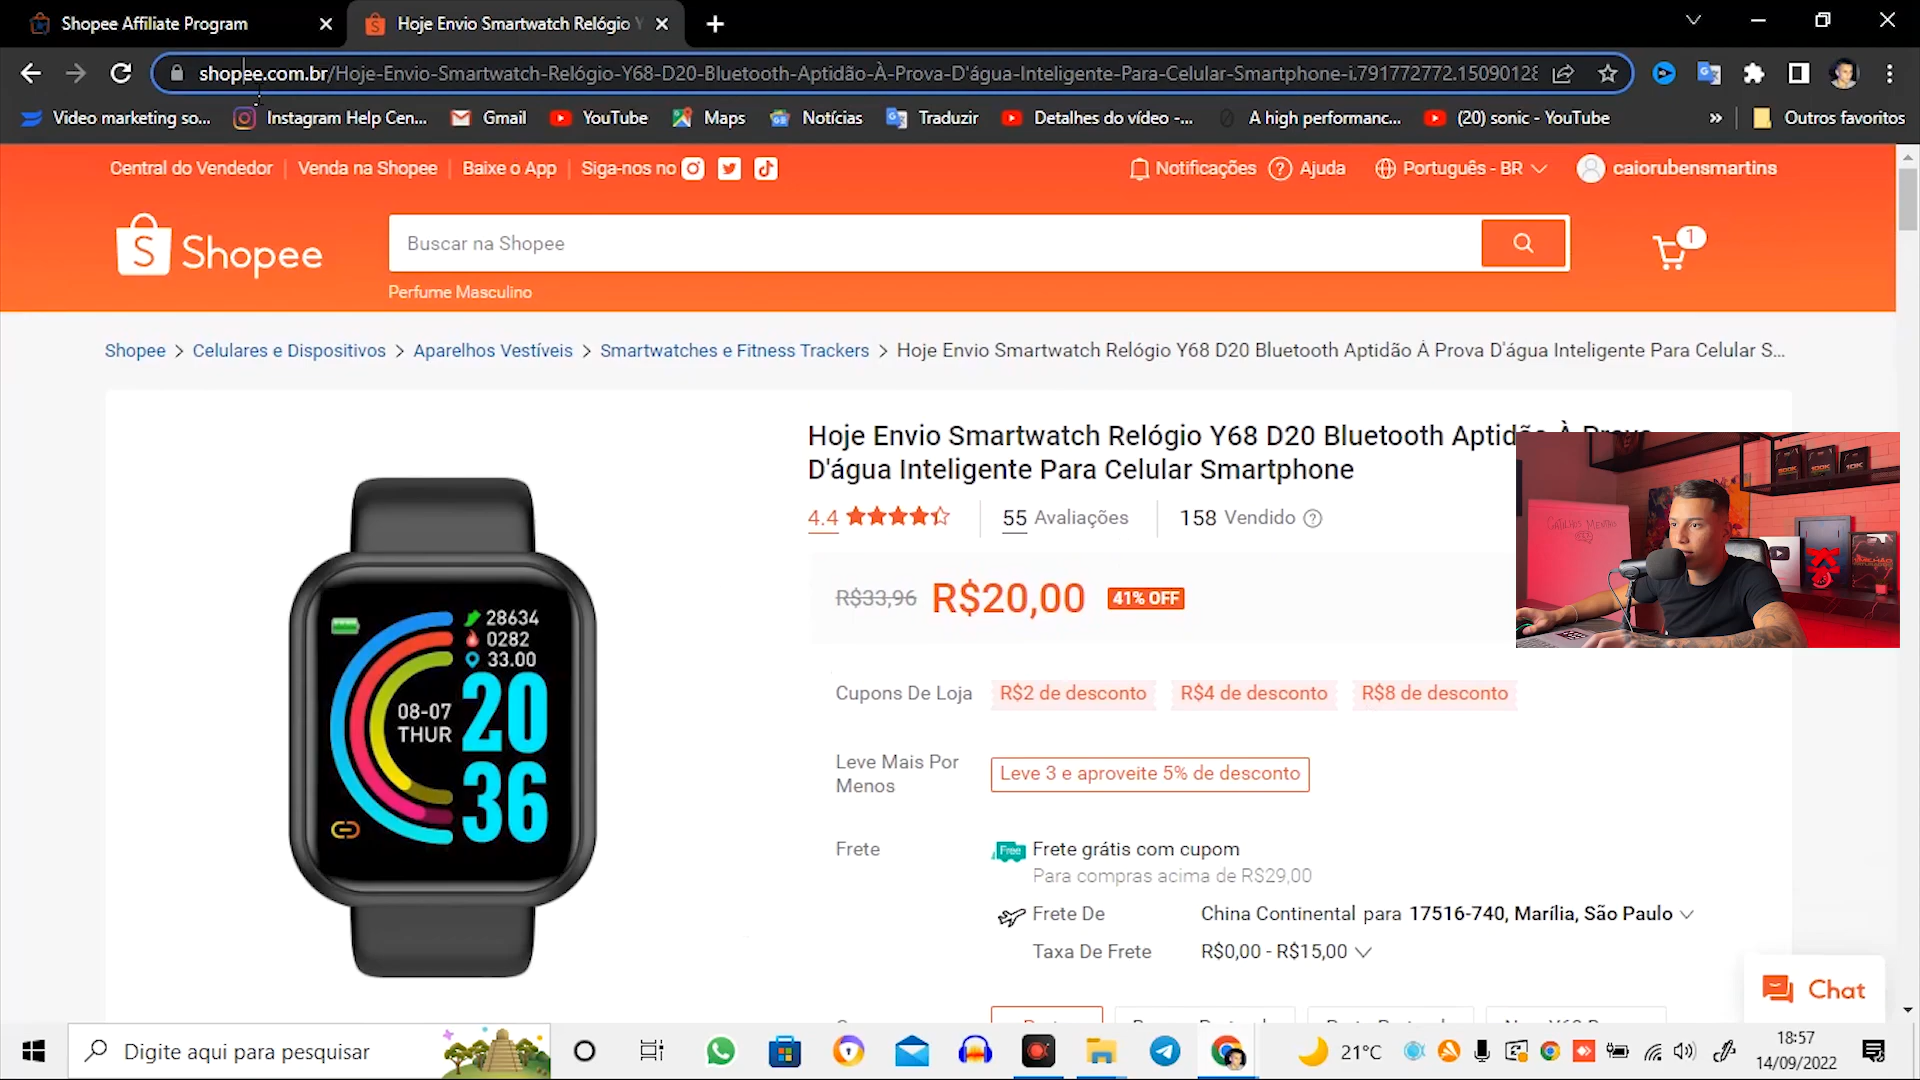 Shopee Affiliate Program
Hoje Envio Smartwatch Relógio Y
shopee.com.br/Hoje-Envio-Smartwatch-Relógio-Y68-D20-Bluetooth-Aptidão-À-Prova-D'água-Inteligente-Para-Celular-Smartphone-i.791772772.15090128
Video marketing so...
Instagram Help Cen...
Gmail
YouTube
Maps
Notícias
Traduzir
Detalhes do vídeo -...
A high performanc...
(20) sonic - YouTube
»
Outros favoritos
Central do Vendedor
Venda na Shopee
Baixe o App
Siga-nos no
Notificações
Ajuda
Português - BR
caiorubensmartins
Shopee
Buscar na Shopee
1
Perfume Masculino
Shopee > Celulares e Dispositivos > Aparelhos Vestíveis > Smartwatches e Fitness Trackers > Hoje Envio Smartwatch Relógio Y68 D20 Bluetooth Aptidão À Prova D'água Inteligente Para Celular S...
Hoje Envio Smartwatch Relógio Y68 D20 Bluetooth Aptidão À Prova
D'água Inteligente Para Celular Smartphone
4.4
55 Avaliações
158 Vendido
R$33,96 R$20,00 41% OFF
28634
0282
33.00
08-07
THUR
20
36
Cupons De Loja
R$2 de desconto
R$4 de desconto
R$8 de desconto
Leve Mais Por
Menos
Leve 3 e aproveite 5% de desconto
Frete
Free
Frete grátis com cupom
Para compras acima de R$29,00
Frete De
China Continental para 17516-740, Marília, São Paulo
Taxa De Frete
R$0,00 - R$15,00
Chat
Digite aqui para pesquisar
21°C
18:57
14/09/2022